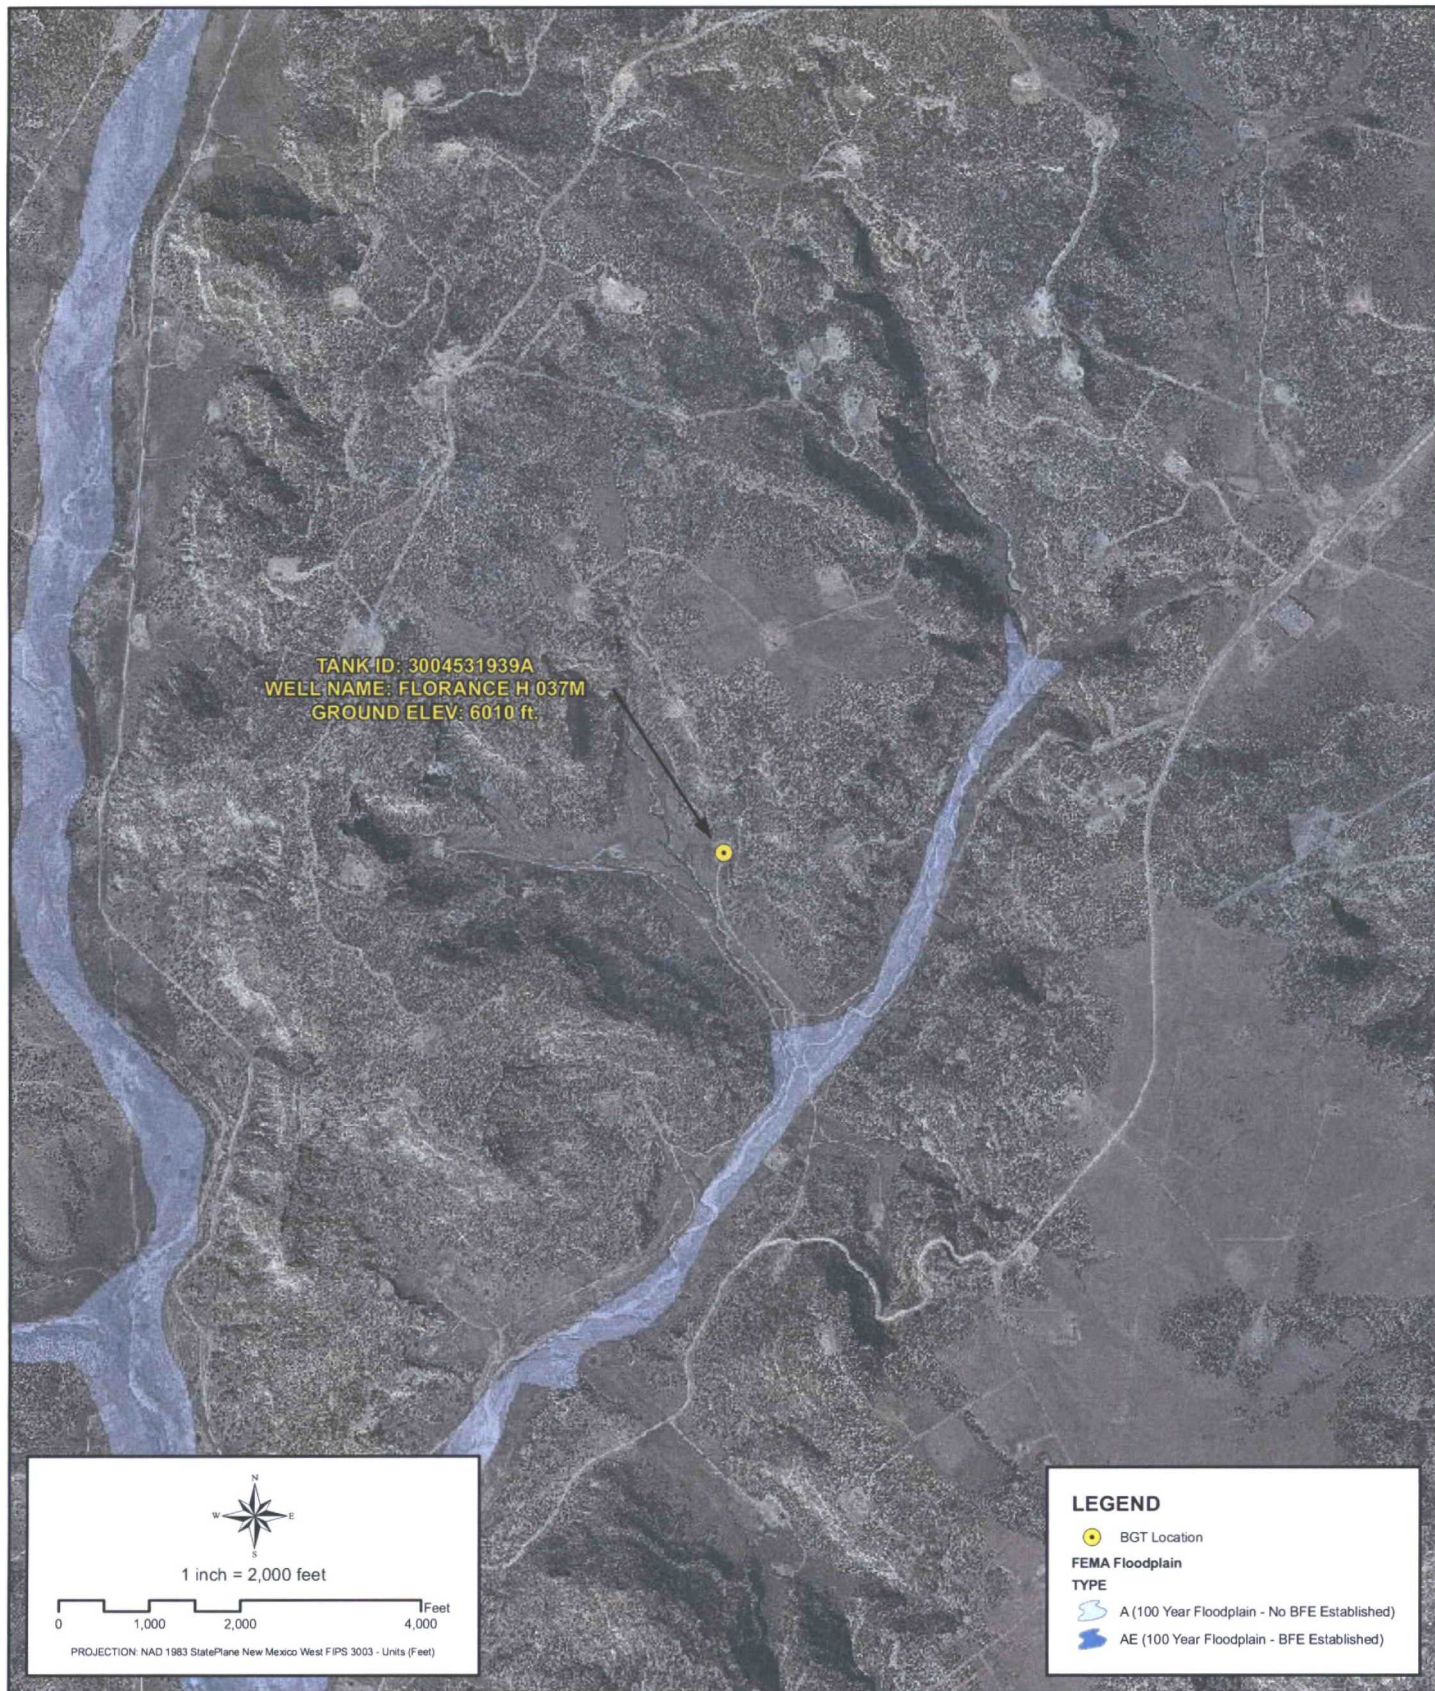 TANK ID: 3004531939A
WELL NAME: FLORANCE H 037M
GROUND ELEV: 6010 ft.
N
W E
S
1 inch = 2,000 feet
Feet
0 1,000 2,000 4,000
PROJECTION: NAD 1983 StatePlane New Mexico West FIPS 3003 - Units (Feet)
LEGEND
BGT Location
FEMA Floodplain
TYPE
A (100 Year Floodplain - No BFE Established)
AE (100 Year Floodplain - BFE Established)